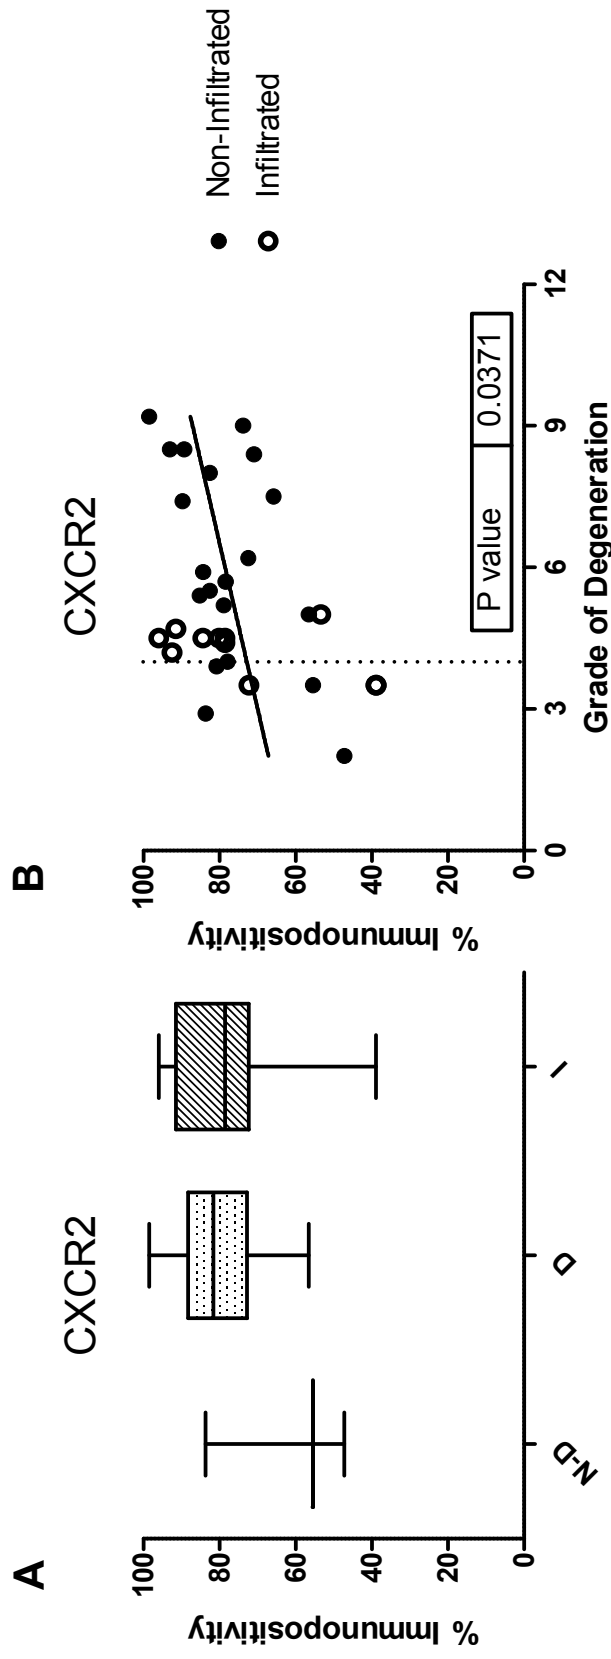 A
CXCR2
% Immunopositivity
100
80
60
40
20
0
N-D
D
I
B
CXCR2
% Immunopositivity
100
80
60
40
20
0
0
3
6
9
12
Grade of Degeneration
P value 0.0371
Non-Infiltrated
Infiltrated